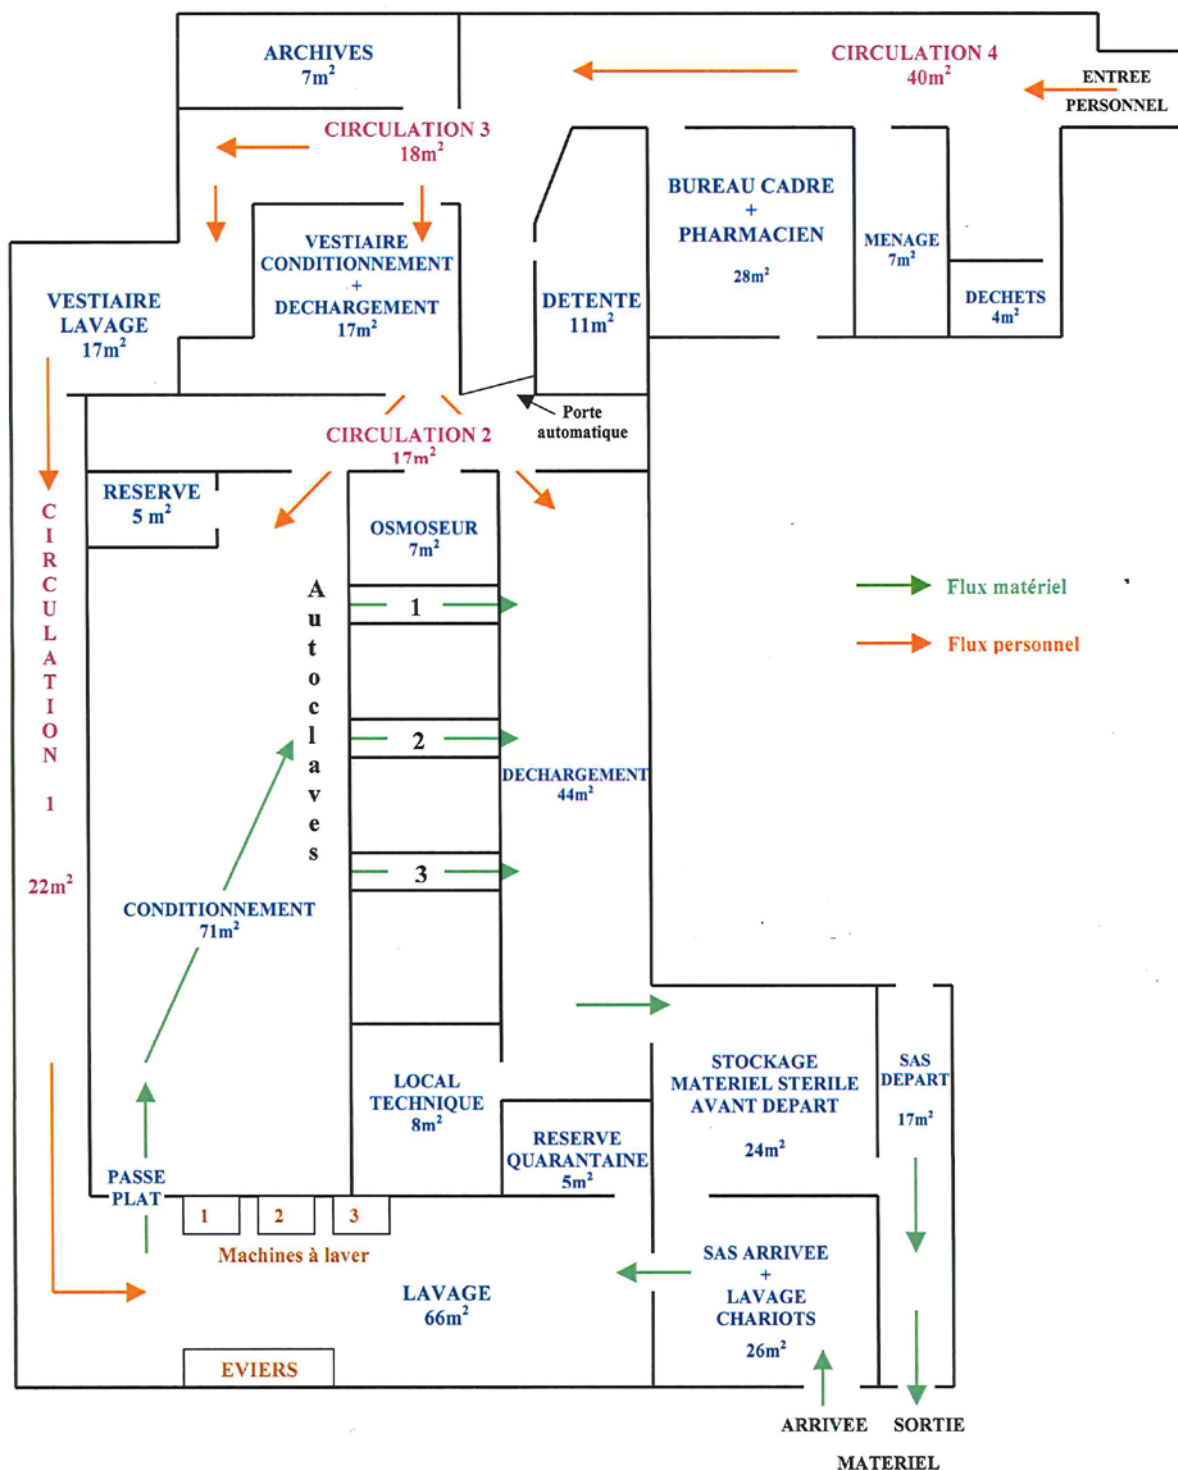 ARCHIVES
7m²
CIRCULATION 4
40m²
ENTREE
PERSONNEL
CIRCULATION 3
18m²
BUREAU CADRE
+
PHARMACIEN
28m²
MENAGE
7m²
DECHETS
4m²
VESTIAIRE
CONDITIONNEMENT
+
DECHARGEMENT
17m²
DETENTE
11m²
VESTIAIRE
LAVAGE
17m²
Porte
automatique
CIRCULATION 2
17m²
RESERVE
5 m²
OSMOSEUR
7m²
CIRCULATION 1
22m²
Autoclaves
1
2
3
Flux matériel
Flux personnel
DECHARGEMENT
44m²
CONDITIONNEMENT
71m²
LOCAL
TECHNIQUE
8m²
STOCKAGE
MATERIEL STERILE
AVANT DEPART
24m²
SAS
DEPART
17m²
RESERVE
QUARANTAINE
5m²
PASSE
PLAT
1 2 3
Machines à laver
LAVAGE
66m²
SAS ARRIVEE
+
LAVAGE
CHARIOTS
26m²
EVIERS
ARRIVEE SORTIE
MATERIEL